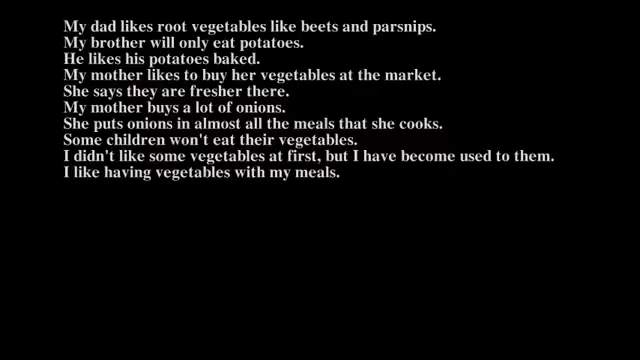 My dad likes root vegetables like beets and parsnips.
My brother will only eat potatoes.
He likes his potatoes baked.
My mother likes to buy her vegetables at the market.
She says they are fresher there.
My mother buys a lot of onions.
She puts onions in almost all the meals that she cooks.
Some children won't eat their vegetables.
I didn't like some vegetables at first, but I have become used to them.
I like having vegetables with my meals.